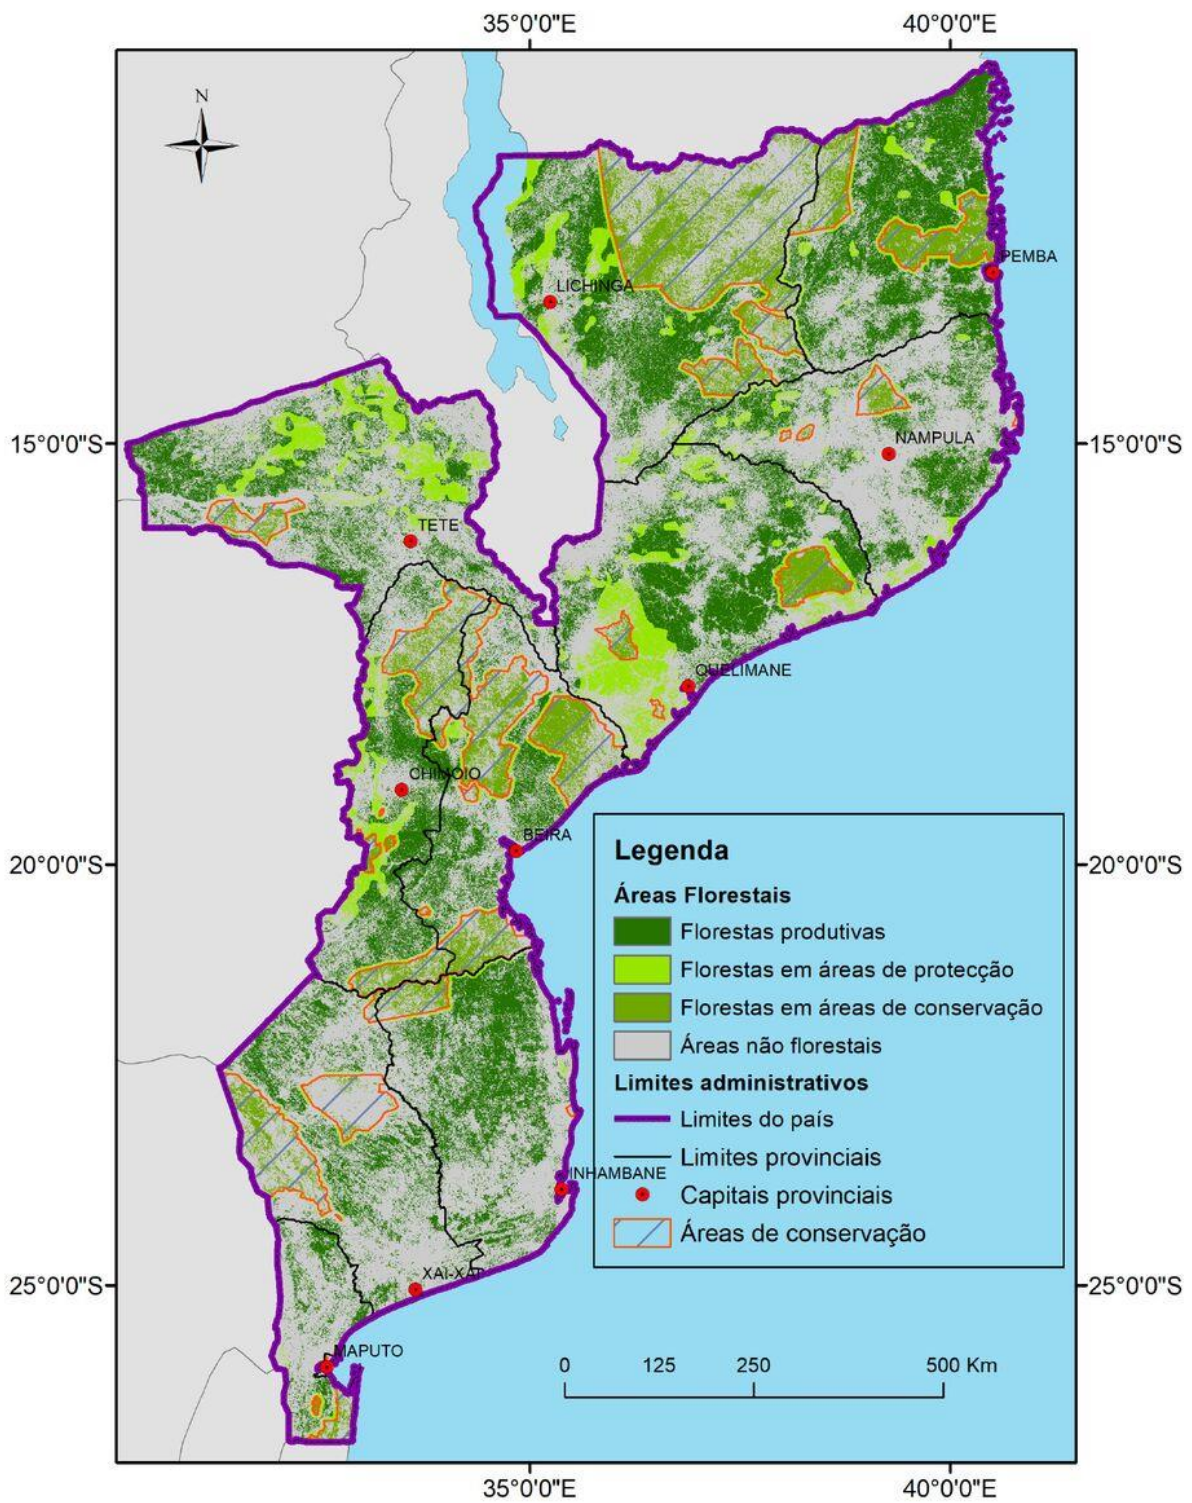 35°0'0"E 40°0'0"E
N
PEMBA
LICHINGA
15°0'0"S 15°0'0"S
NAMPULA
TETE
QUELIMANE
CHIMOIO
BEIRA
20°0'0"S 20°0'0"S
Legenda
Áreas Florestais
Florestas produtivas
Florestas em áreas de protecção
Florestas em áreas de conservação
Áreas não florestais
Limites administrativos
Limites do país
Limites provinciais
INHAMBANE
Capitais provinciais
Áreas de conservação
XAI-XAI
25°0'0"S 25°0'0"S
MAPUTO
0 125 250 500 Km
35°0'0"E 40°0'0"E